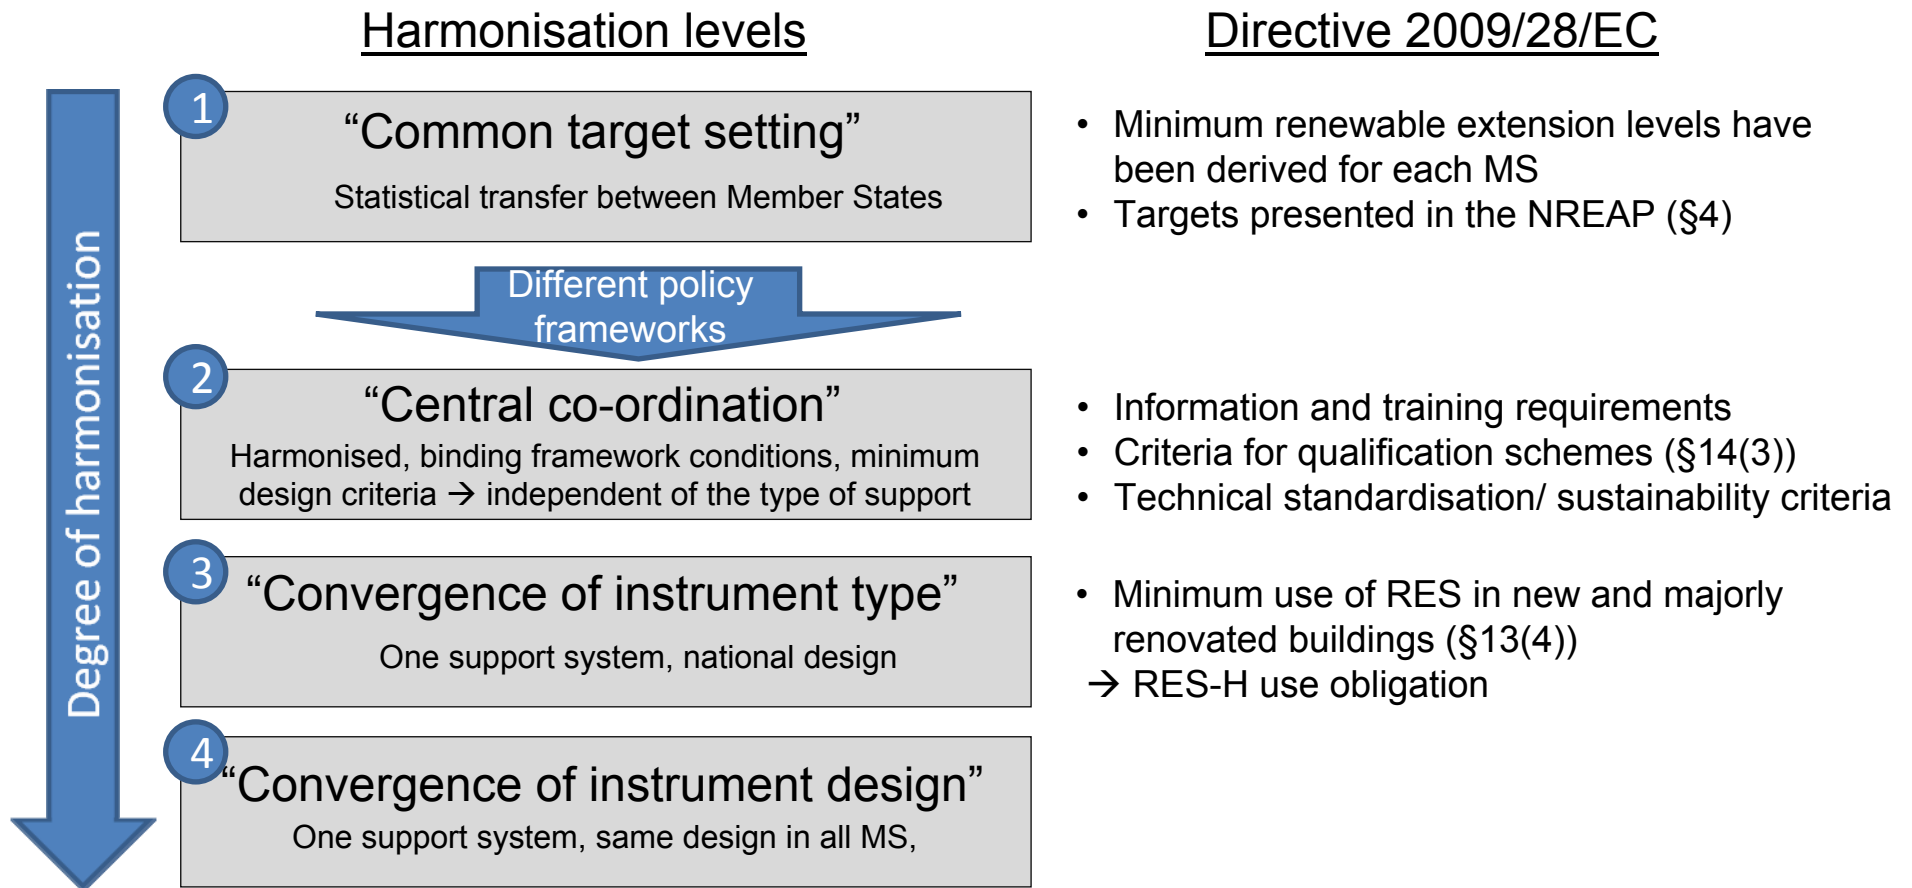 Harmonisation levels
Directive 2009/28/EC
Degree of harmonisation
1
“Common target setting”
Statistical transfer between Member States
• Minimum renewable extension levels have
been derived for each MS
• Targets presented in the NREAP (§4)
Different policy
frameworks
2
“Central co-ordination”
Harmonised, binding framework conditions, minimum
design criteria → independent of the type of support
• Information and training requirements
• Criteria for qualification schemes (§14(3))
• Technical standardisation/ sustainability criteria
3
“Convergence of instrument type”
One support system, national design
• Minimum use of RES in new and majorly
renovated buildings (§13(4))
→ RES-H use obligation
4
“Convergence of instrument design”
One support system, same design in all MS,